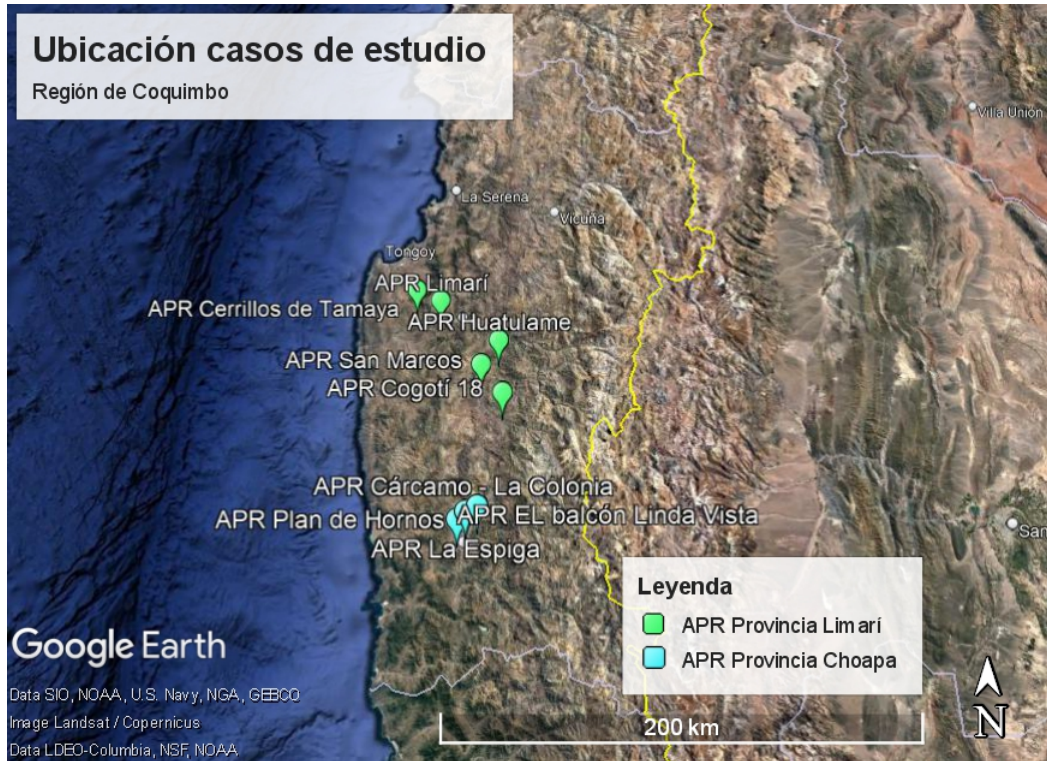 Ubicación casos de estudio
Región de Coquimbo
Villa Unión
La Serena
Vicuña
Tongoy
APR Limarí
APR Cerrillos de Tamaya
APR Huatulame
APR San Marcos
APR Cogotí 18
APR Cárcamo - La Colonia
APR Plan de Hornos
APR EL balcón Linda Vista
San
APR La Espiga
Leyenda
APR Provincia Limarí
APR Provincia Choapa
Google Earth
Data SIO, NOAA, U.S. Navy, NGA, GEBCO
Image Landsat / Copernicus
Data LDEO-Columbia, NSF, NOAA
200 km
N